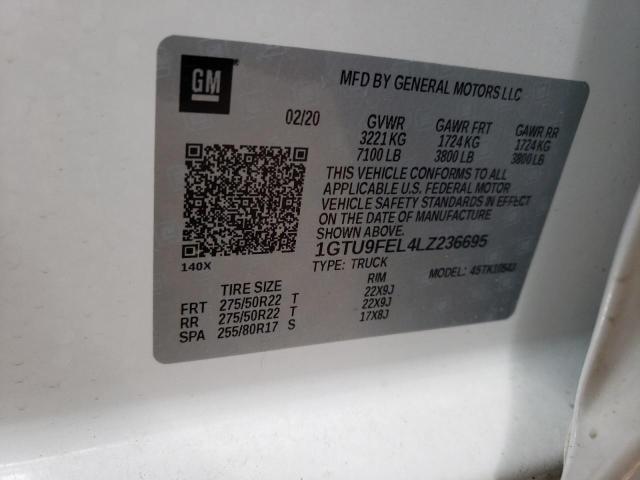 GM
MFD BY GENERAL MOTORS LLC
02/20 GVWR GAWR FRT GAWR RR
3221 KG 1724 KG 1724 KG
7100 LB 3800 LB 3800 LB
THIS VEHICLE CONFORMS TO ALL
APPLICABLE U.S. FEDERAL MOTOR
VEHICLE SAFETY STANDARDS IN EFFECT
ON THE DATE OF MANUFACTURE
SHOWN ABOVE.
1GTU9FEL4LZ236695
140X
TYPE: TRUCK MODEL:
TIRE SIZE RIM
FRT 275/50R22 T 22X9J
RR 275/50R22 T 22X9J
SPA 255/80R17 S 17X8J